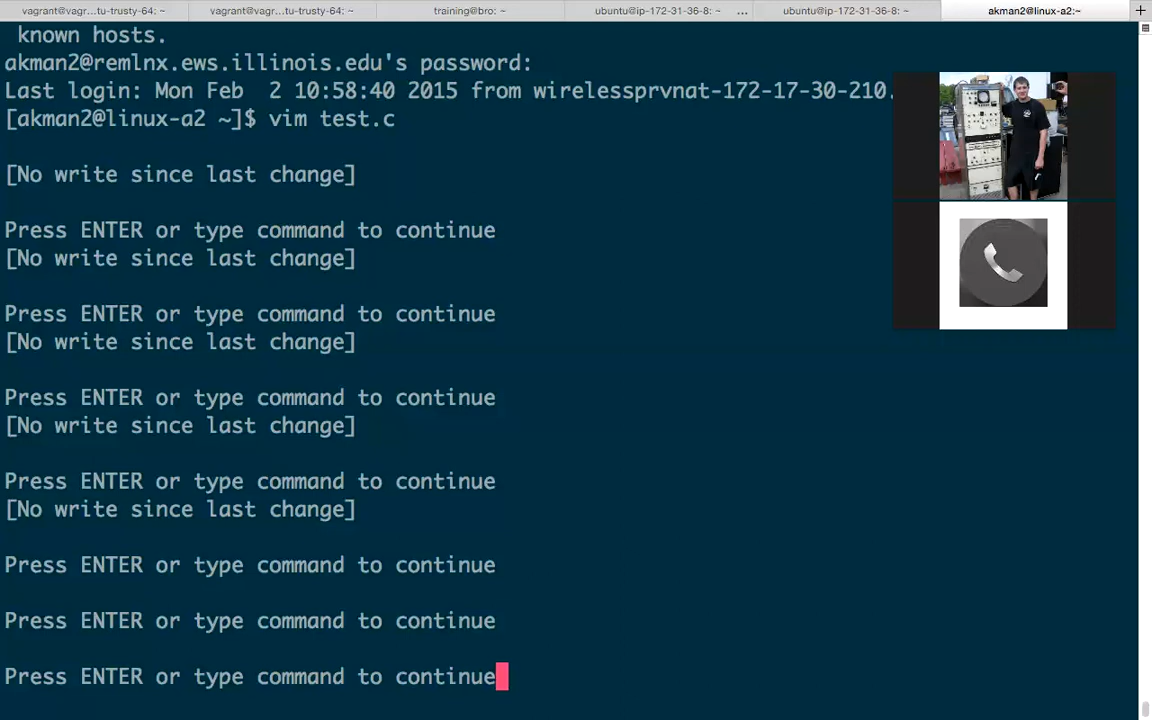 vagrant@vagr...tu-trusty-64: ~
vagrant@vagr...tu-trusty-64: ~
training@bro: ~
ubuntu@ip-172-31-36-8: ~
...
ubuntu@ip-172-31-36-8: ~
akman2@linux-a2:~
known hosts.
akman2@remlnx.ews.illinois.edu's password:
Last login: Mon Feb  2 10:58:40 2015 from wirelessprvnat-172-17-30-210.
[akman2@linux-a2 ~]$ vim test.c
[No write since last change]
Press ENTER or type command to continue
[No write since last change]
Press ENTER or type command to continue
[No write since last change]
Press ENTER or type command to continue
[No write since last change]
Press ENTER or type command to continue
[No write since last change]
Press ENTER or type command to continue
Press ENTER or type command to continue
Press ENTER or type command to continue